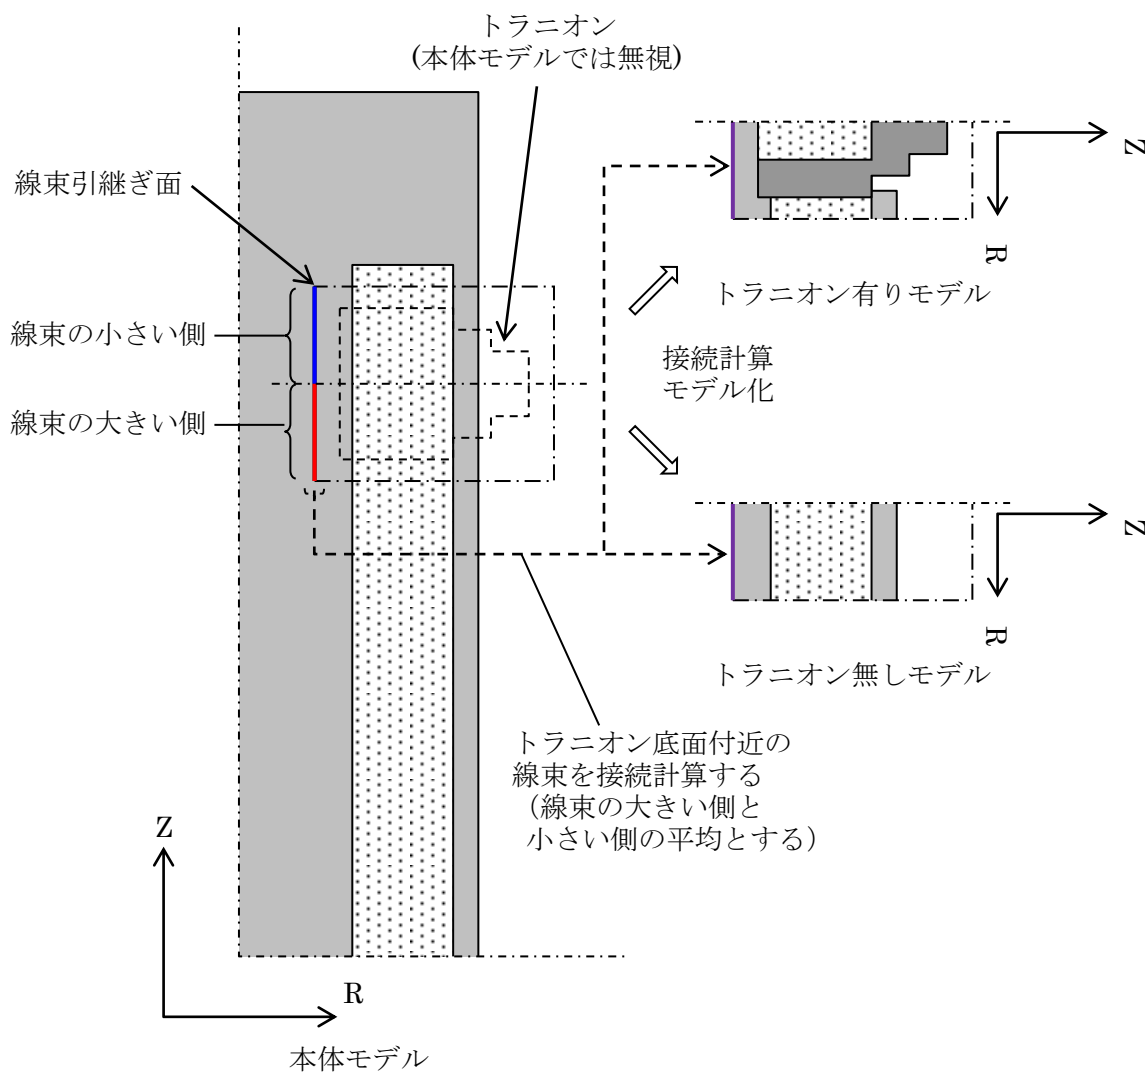 トラニオン
(本体モデルでは無視)
線束引継ぎ面
線束の小さい側
線束の大きい側
Z
R
トラニオン有りモデル
接続計算
モデル化
Z
R
トラニオン無しモデル
トラニオン底面付近の
線束を接続計算する
（線束の大きい側と
小さい側の平均とする）
Z
R
本体モデル